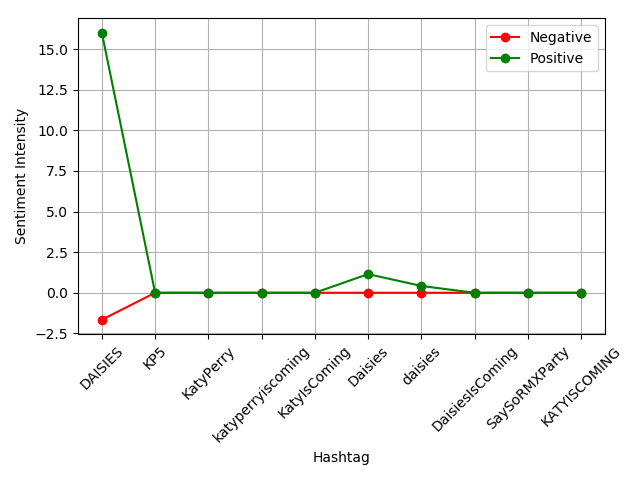 Negative
Positive
15.0
12.5
10.0
7.5
5.0
2.5
0.0
−2.5
Sentiment Intensity
DAISIES
KP5
KatyPerry
katyperryiscoming
KatyIsComing
Daisies
daisies
DaisiesIsComing
SaySoRMXParty
KATYISCOMING
Hashtag